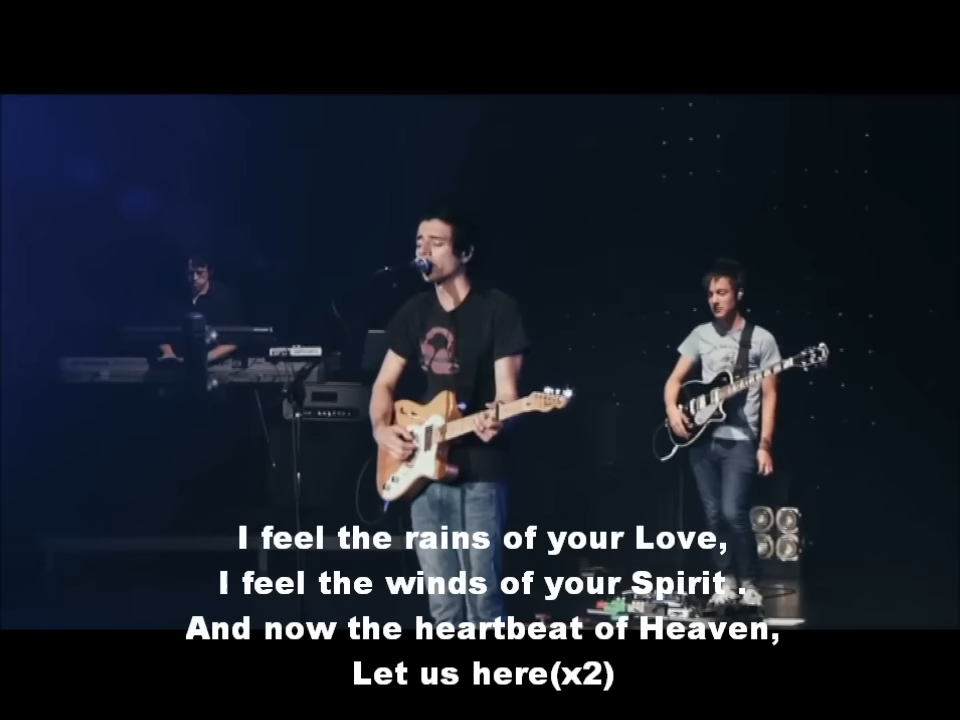 I feel the rains of your Love,
I feel the winds of your Spirit .
And now the heartbeat of Heaven,
Let us here(x2)